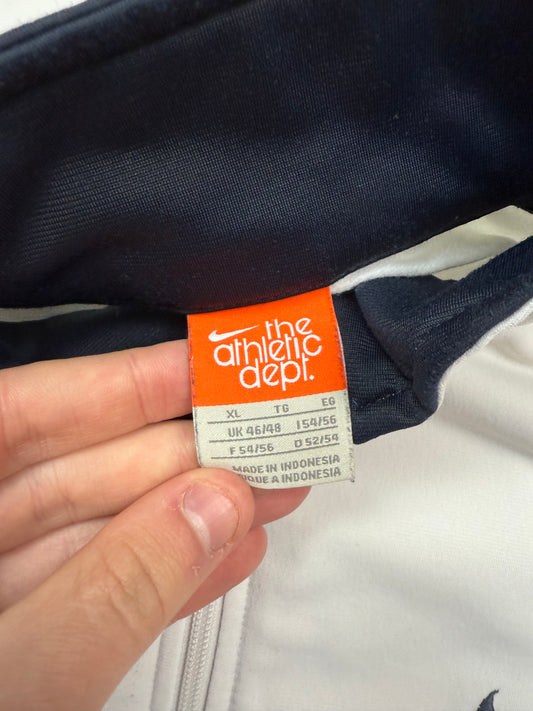 the
athletic
dept.
XL TG EG
UK 46/48 I 54/56
F 54/56 D 52/54
MADE IN INDONESIA
QUE A INDONESIA